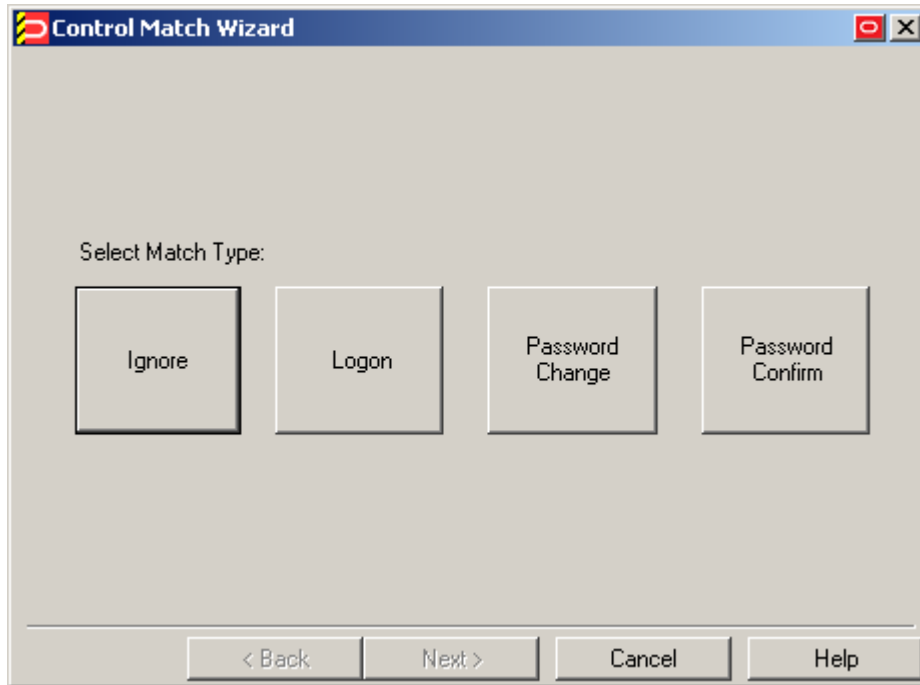 Control Match Wizard
Select Match Type:
Ignore
Logon
Password
Change
Password
Confirm
< Back
Next >
Cancel
Help